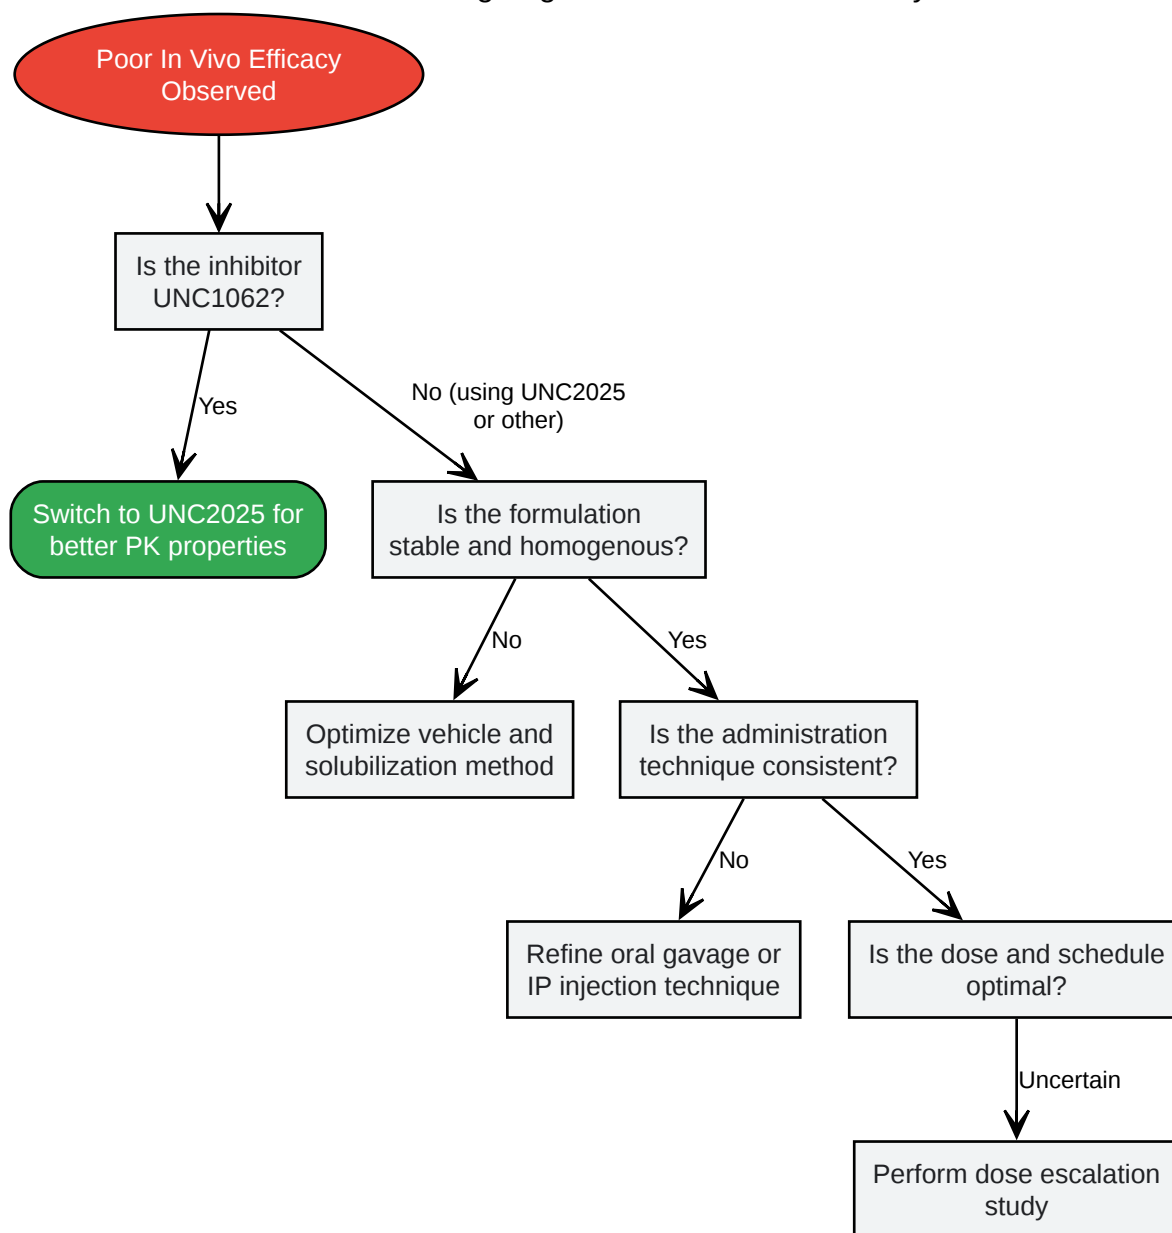 Poor In Vivo Efficacy
Observed
Is the inhibitor
UNC1062?
Yes
No (using UNC2025
or other)
Switch to UNC2025 for
better PK properties
Is the formulation
stable and homogenous?
No
Yes
Optimize vehicle and
solubilization method
Is the administration
technique consistent?
No
Yes
Refine oral gavage or
IP injection technique
Is the dose and schedule
optimal?
Uncertain
Perform dose escalation
study